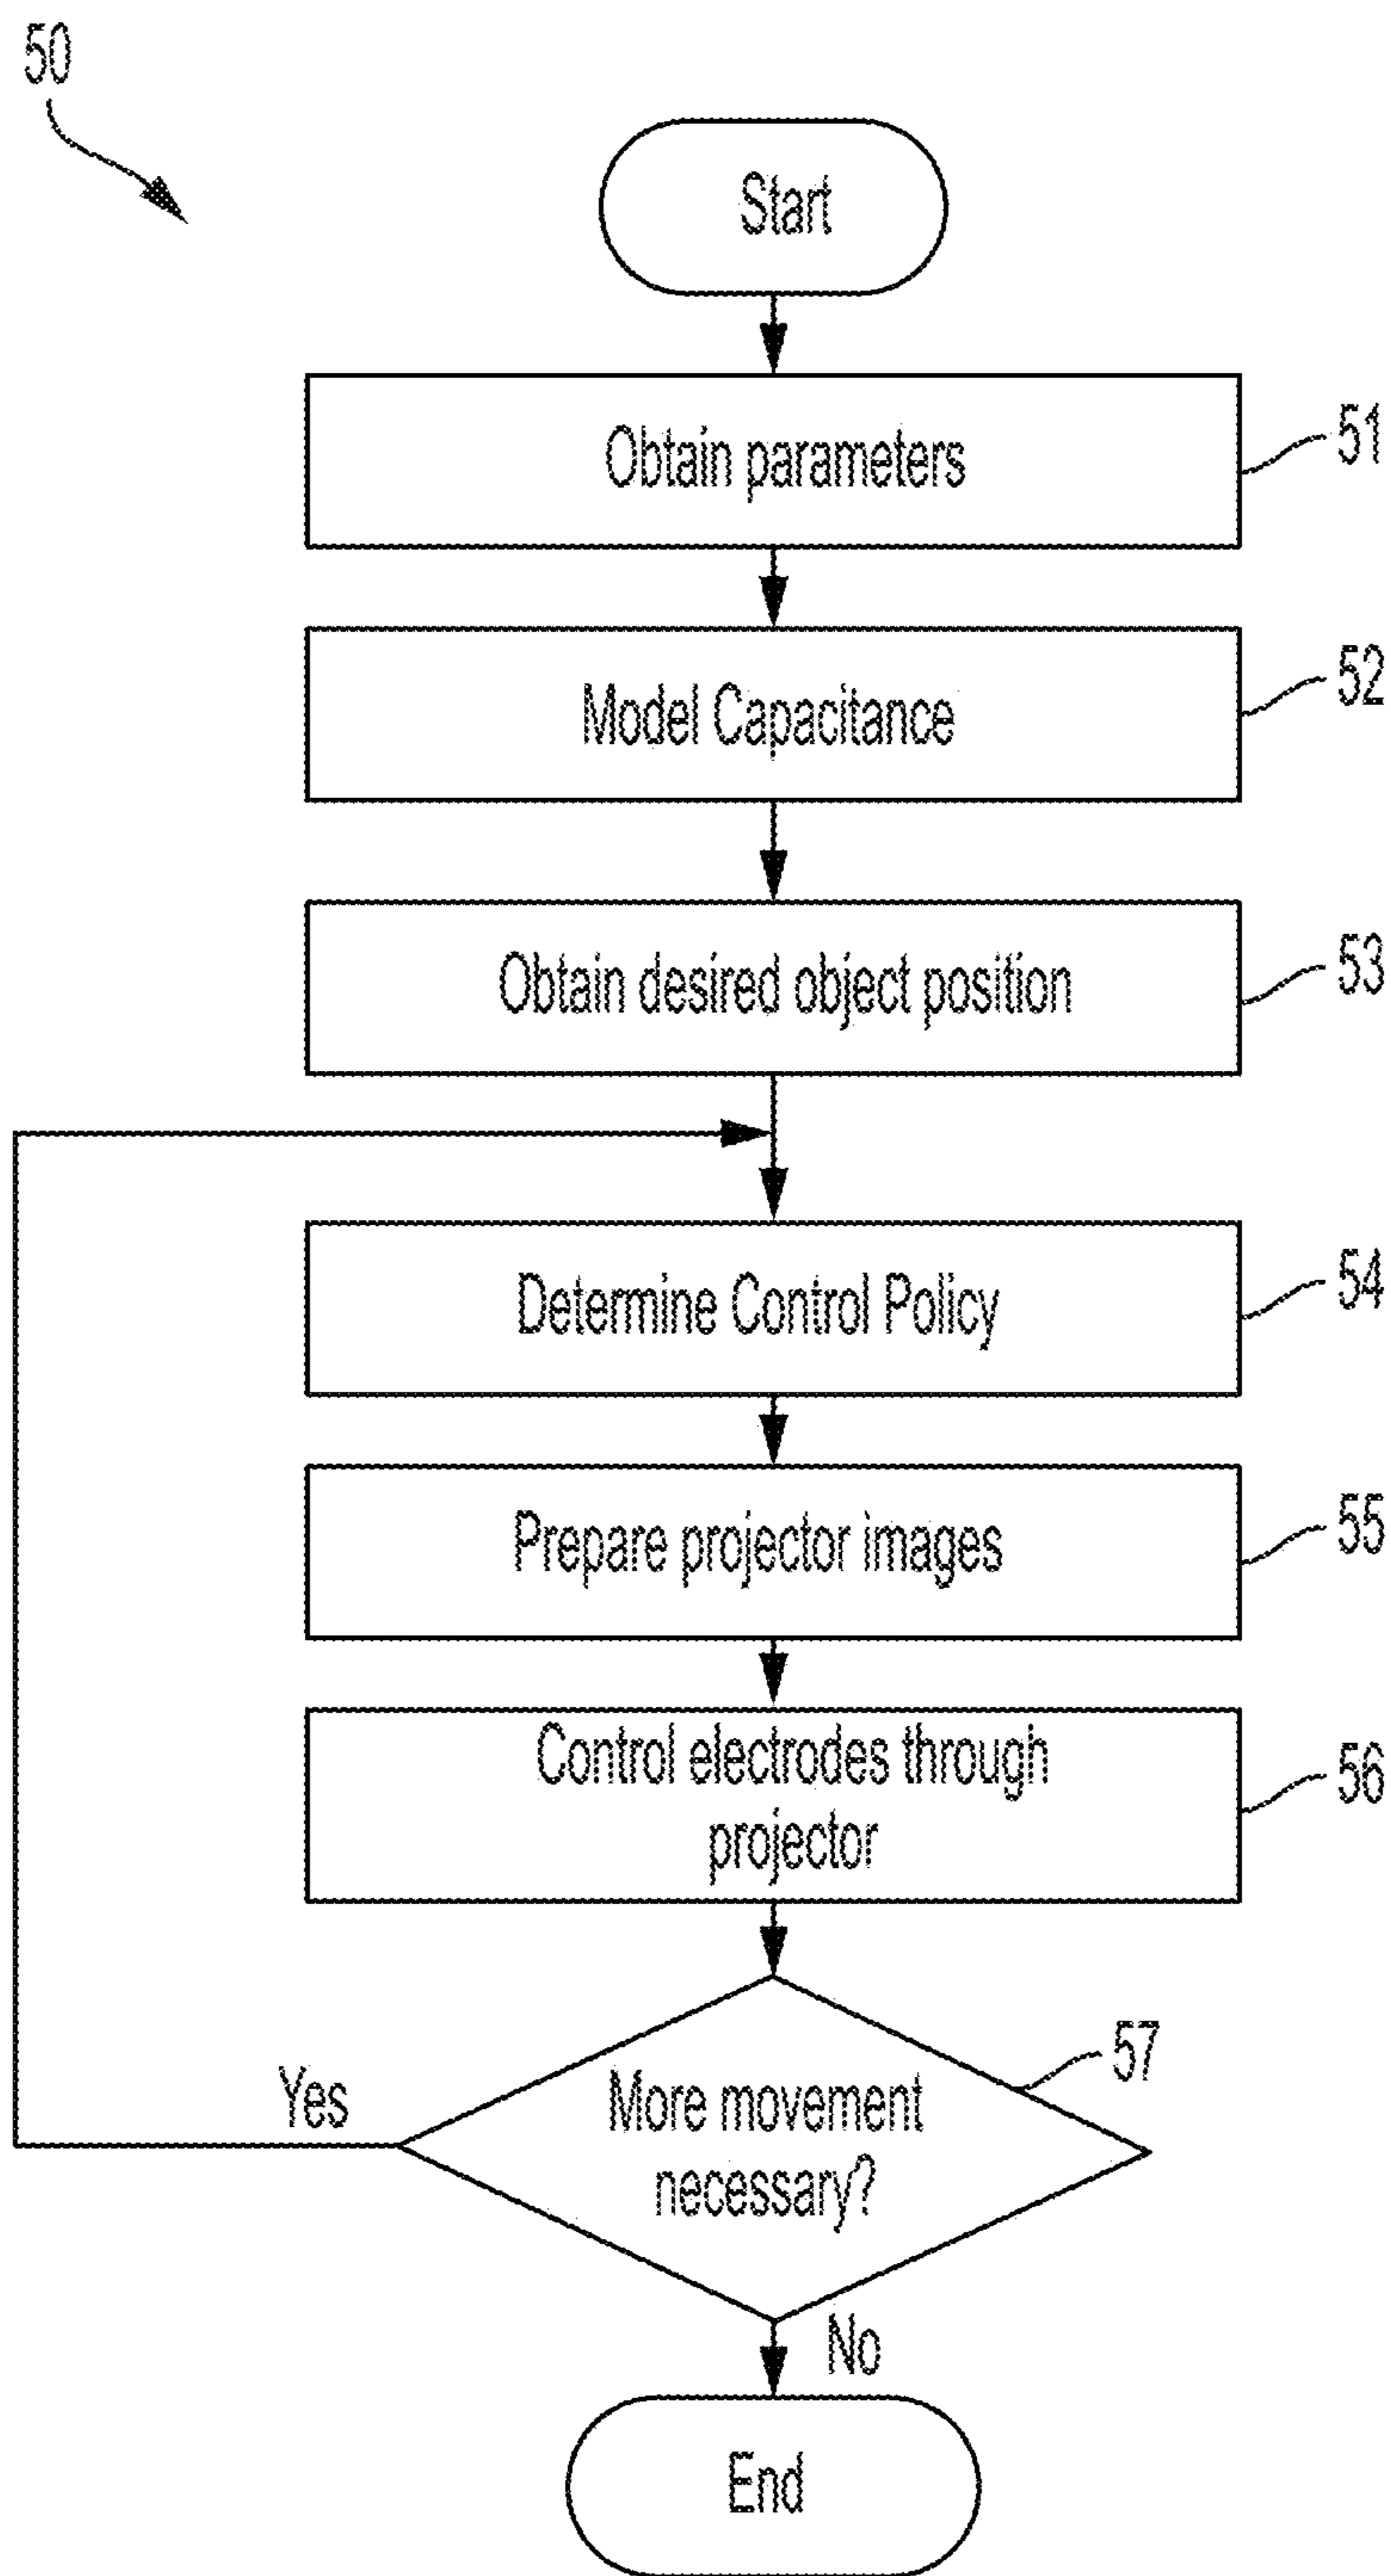 50
Start
Obtain parameters
51
Model Capacitance
52
Obtain desired object position
53
Determine Control Policy
54
Prepare projector images
55
Control electrodes through
projector
56
57
More movement
necessary?
Yes
No
End